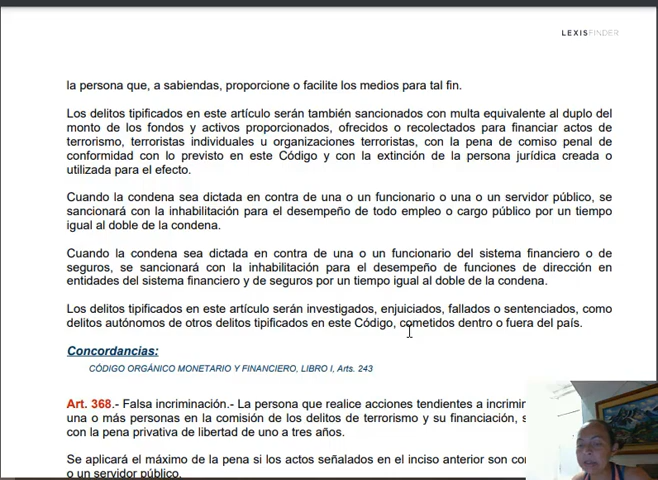 LEXISFINDER
la persona que, a sabiendas, proporcione o facilite los medios para tal fin.
Los delitos tipificados en este artículo serán también sancionados con multa equivalente al duplo del
monto de los fondos y activos proporcionados, ofrecidos o recolectados para financiar actos de
terrorismo, terroristas individuales u organizaciones terroristas, con la pena de comiso penal de
conformidad con lo previsto en este Código y con la extinción de la persona jurídica creada o
utilizada para el efecto.
Cuando la condena sea dictada en contra de una o un funcionario o una o un servidor público, se
sancionará con la inhabilitación para el desempeño de todo empleo o cargo público por un tiempo
igual al doble de la condena.
Cuando la condena sea dictada en contra de una o un funcionario del sistema financiero o de
seguros, se sancionará con la inhabilitación para el desempeño de funciones de dirección en
entidades del sistema financiero y de seguros por un tiempo igual al doble de la condena.
Los delitos tipificados en este artículo serán investigados, enjuiciados, fallados o sentenciados, como
delitos autónomos de otros delitos tipificados en este Código, cometidos dentro o fuera del país.
Concordancias:
CÓDIGO ORGÁNICO MONETARIO Y FINANCIERO, LIBRO I, Arts. 243
Art. 368.- Falsa incriminación.- La persona que realice acciones tendientes a incrimin
una o más personas en la comisión de los delitos de terrorismo y su financiación, s
con la pena privativa de libertad de uno a tres años.
Se aplicará el máximo de la pena si los actos señalados en el inciso anterior son co
o un servidor público.